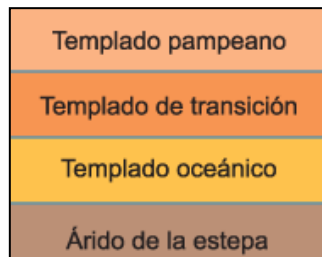 Templado pampeano
Templado de transición
Templado oceánico
Árido de la estepa